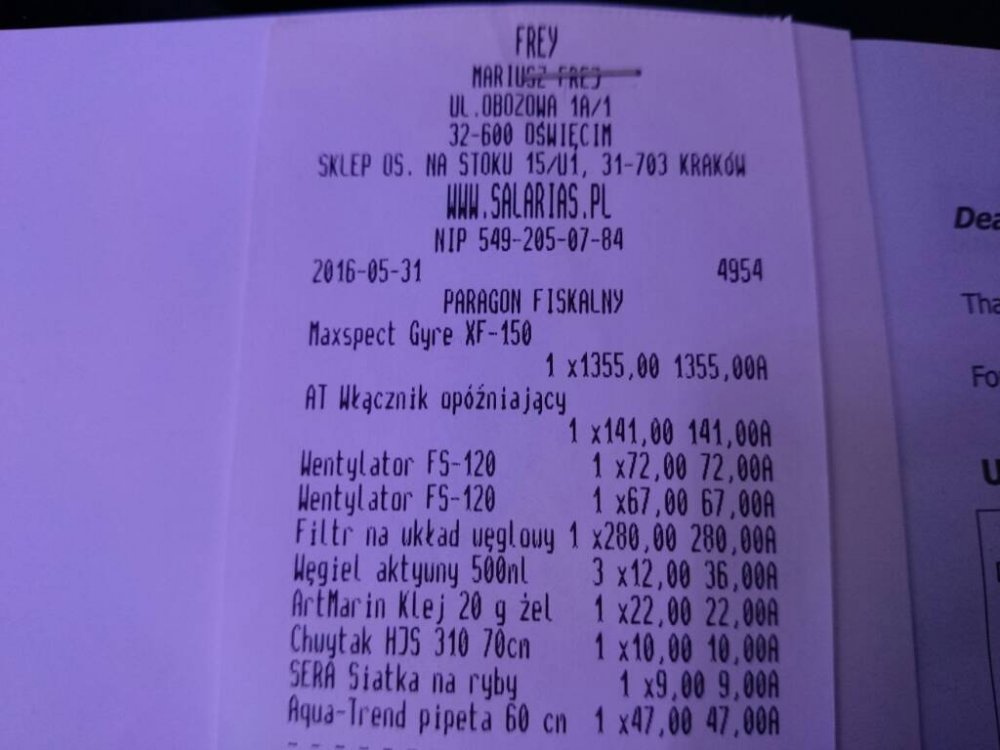 FREY
MARIUSZ FREJ
UL.OBOZOWA 1A/1
32-600 OŚWIĘCIM
SKLEP OS. NA STOKU 15/U1, 31-703 KRAKÓW
WWW.SALARIAS.PL
NIP 549-205-07-84
2016-05-31 4954
PARAGON FISKALNY
Maxspect Gyre XF-150
1 x1355,00 1355,00A
AT Włącznik opóźniający
1 x141,00 141,00A
Wentylator FS-120 1 x72,00 72,00A
Wentylator FS-120 1 x67,00 67,00A
Filtr na układ węglowy 1 x280,00 280,00A
Węgiel aktywny 500ml 3 x12,00 36,00A
ArtMarin Klej 20 g żel 1 x22,00 22,00A
Chwytak HJS 310 70cm 1 x10,00 10,00A
SERA Siatka na ryby 1 x9,00 9,00A
Aqua-Trend pipeta 60 cm 1 x47,00 47,00A